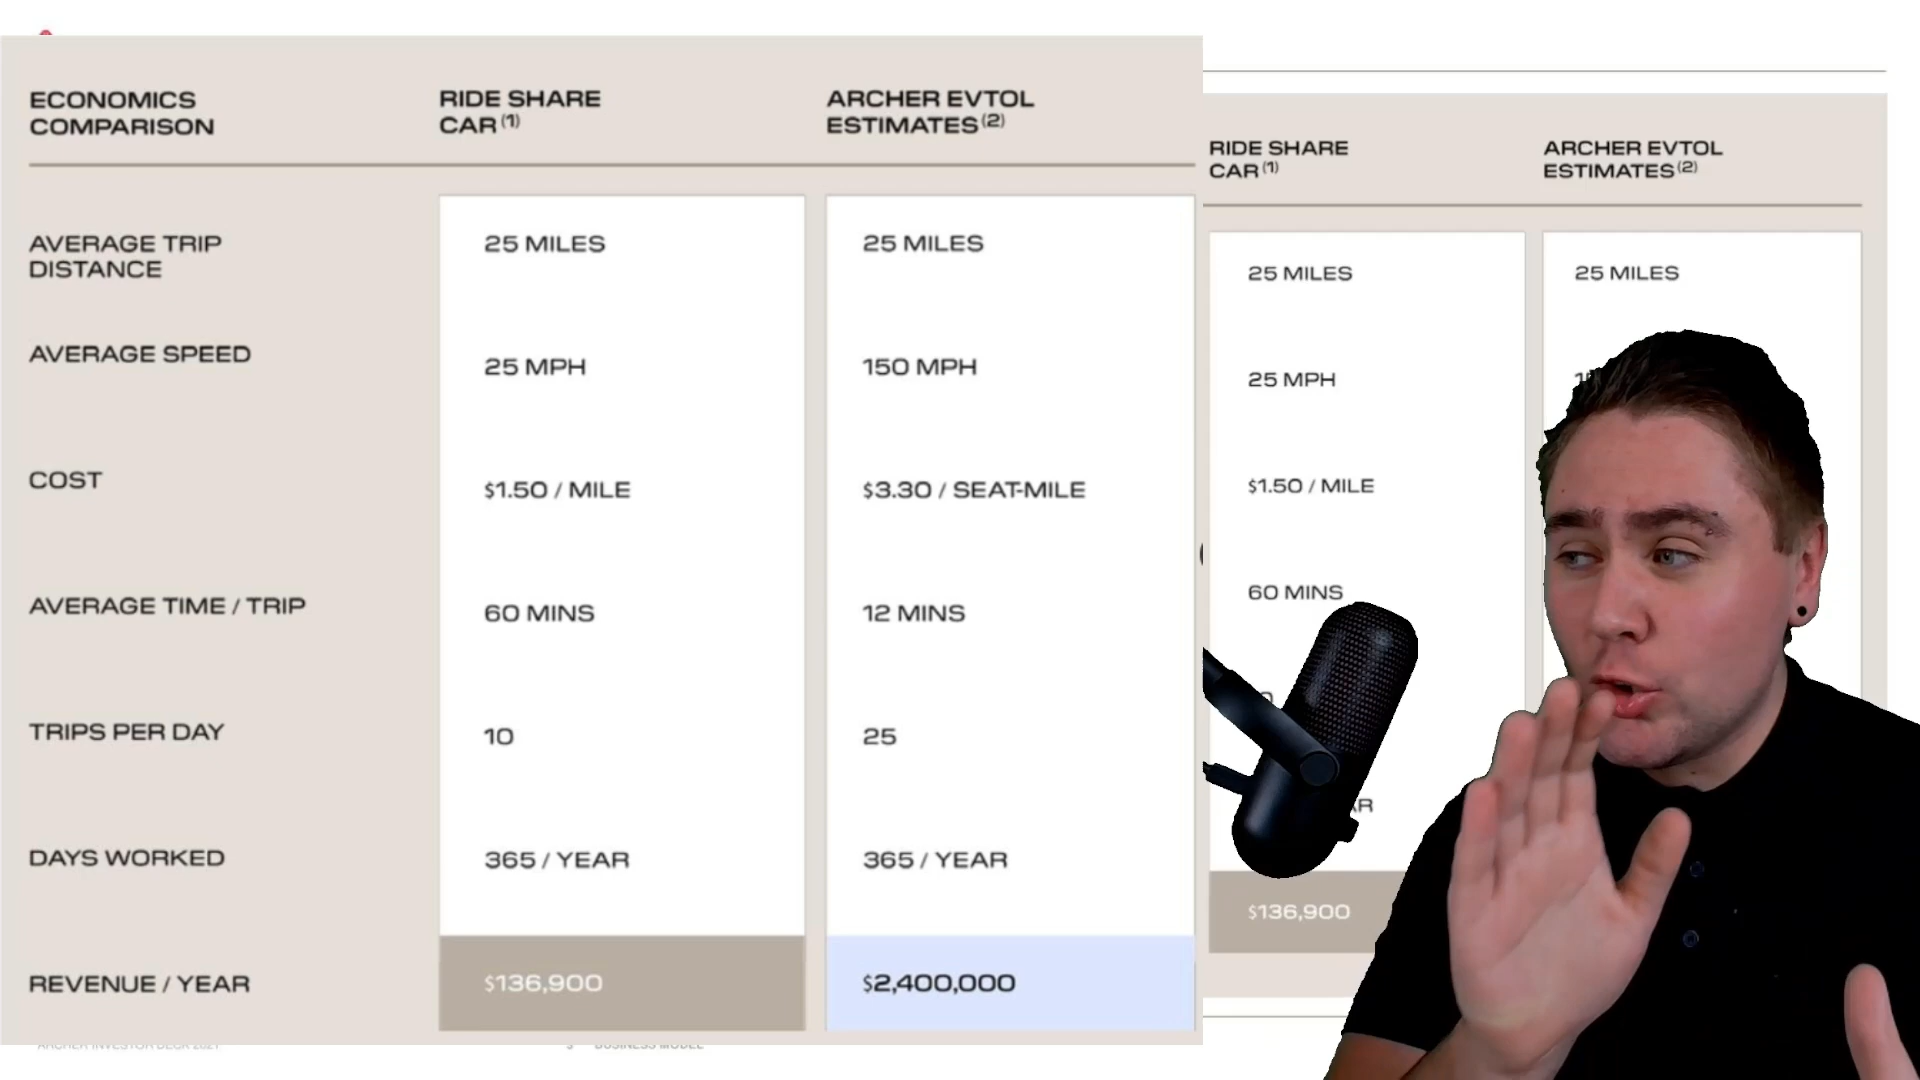 ECONOMICS
COMPARISON
RIDE SHARE
CAR (1)
ARCHER EVTOL
ESTIMATES (2)
AVERAGE TRIP
DISTANCE
25 MILES
25 MILES
AVERAGE SPEED
25 MPH
150 MPH
COST
$1.50 / MILE
$3.30 / SEAT-MILE
AVERAGE TIME / TRIP
60 MINS
12 MINS
TRIPS PER DAY
10
25
DAYS WORKED
365 / YEAR
365 / YEAR
REVENUE / YEAR
$136,900
$2,400,000
RIDE SHARE
CAR (1)
ARCHER EVTOL
ESTIMATES (2)
25 MILES
25 MILES
25 MPH
$1.50 / MILE
60 MINS
$136,900